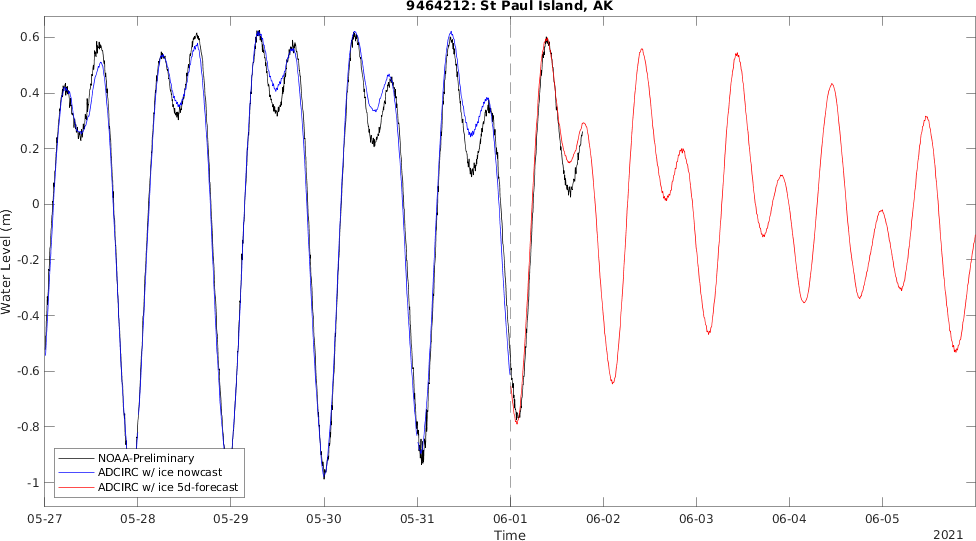 9464212: St Paul Island, AK
Water Level (m)
0.6
0.4
0.2
0
-0.2
-0.4
-0.6
-0.8
-1
NOAA-Preliminary
ADCIRC w/ ice nowcast
ADCIRC w/ ice 5d-forecast
05-27 05-28 05-29 05-30 05-31 06-01 06-02 06-03 06-04 06-05
Time
2021